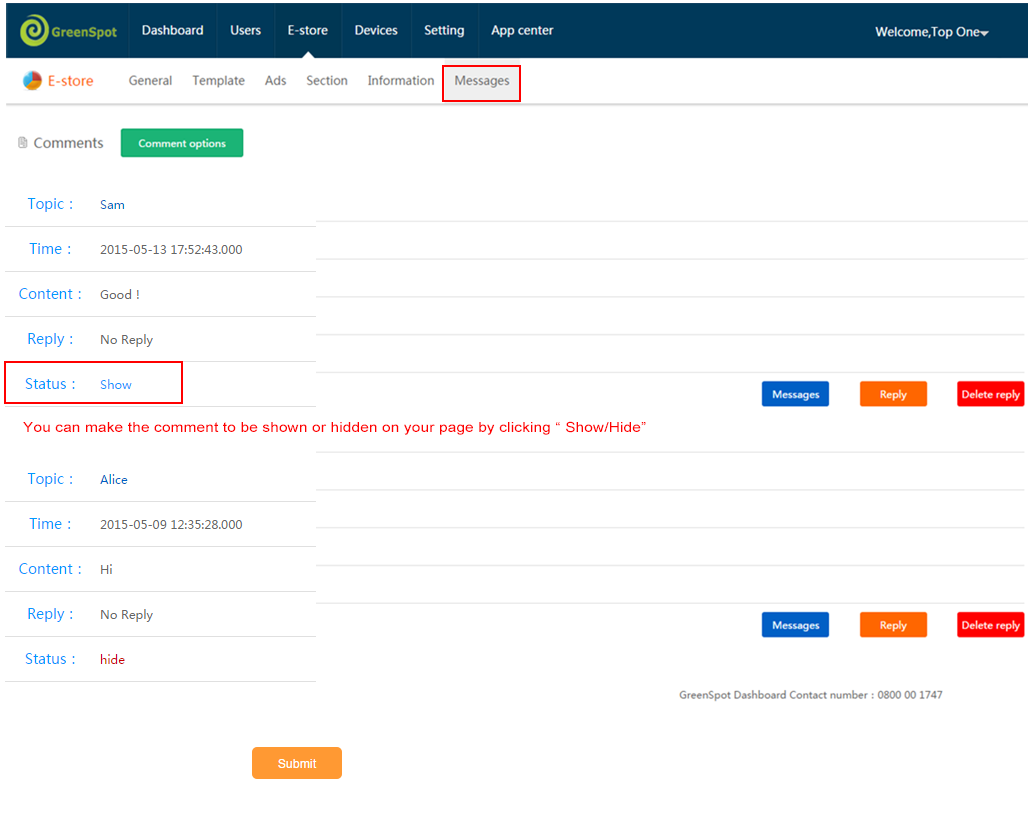 GreenSpot Dashboard Users E-store Devices Setting App center Welcome,Top One
E-store General Template Ads Section Information Messages
Comments Comment options
Topic : Sam
Time : 2015-05-13 17:52:43.000
Content : Good !
Reply : No Reply
Status : Show
Messages Reply Delete reply
You can make the comment to be shown or hidden on your page by clicking “ Show/Hide”
Topic : Alice
Time : 2015-05-09 12:35:28.000
Content : Hi
Reply : No Reply
Messages Reply Delete reply
Status : hide
GreenSpot Dashboard Contact number : 0800 00 1747
Submit